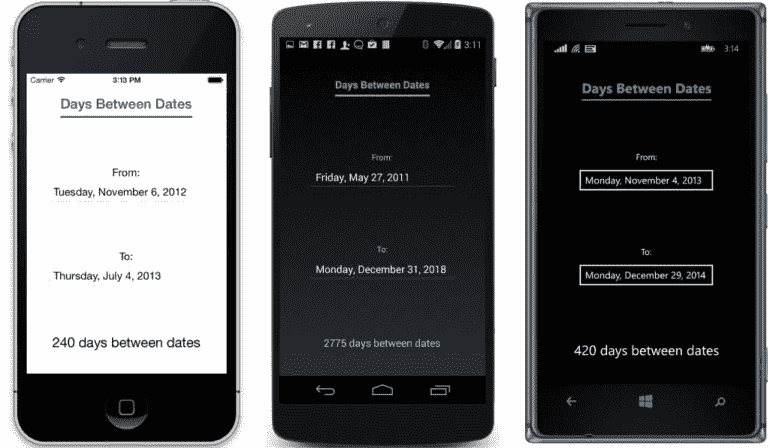 Carrier 3:13 PM
Days Between Dates
From:
Tuesday, November 6, 2012
To:
Thursday, July 4, 2013
240 days between dates
3:11
Days Between Dates
From:
Friday, May 27, 2011
To:
Monday, December 31, 2018
2775 days between dates
3:14
Days Between Dates
From:
Monday, November 4, 2013
To:
Monday, December 29, 2014
420 days between dates